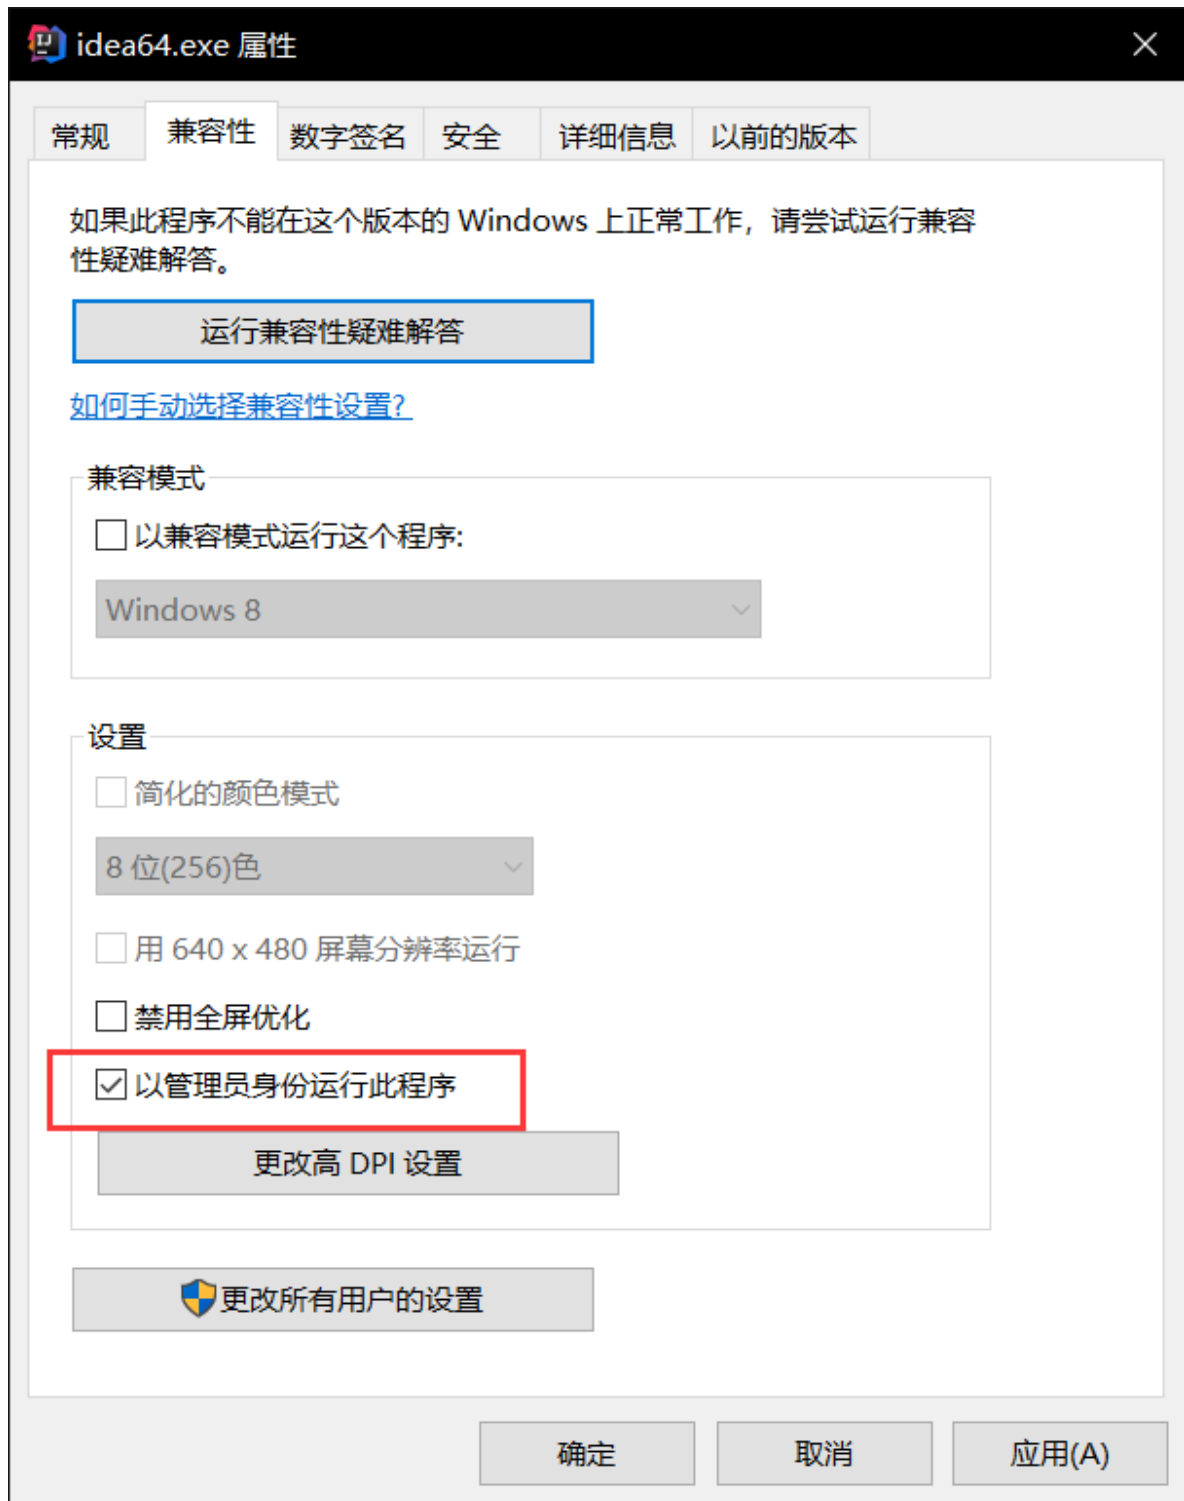 idea64.exe 属性
常规
兼容性
数字签名
安全
详细信息
以前的版本
如果此程序不能在这个版本的 Windows 上正常工作，请尝试运行兼容
性疑难解答。
运行兼容性疑难解答
如何手动选择兼容性设置?
兼容模式
以兼容模式运行这个程序:
Windows 8
设置
简化的颜色模式
8 位(256)色
用 640 x 480 屏幕分辨率运行
禁用全屏优化
以管理员身份运行此程序
更改高 DPI 设置
更改所有用户的设置
确定
取消
应用(A)